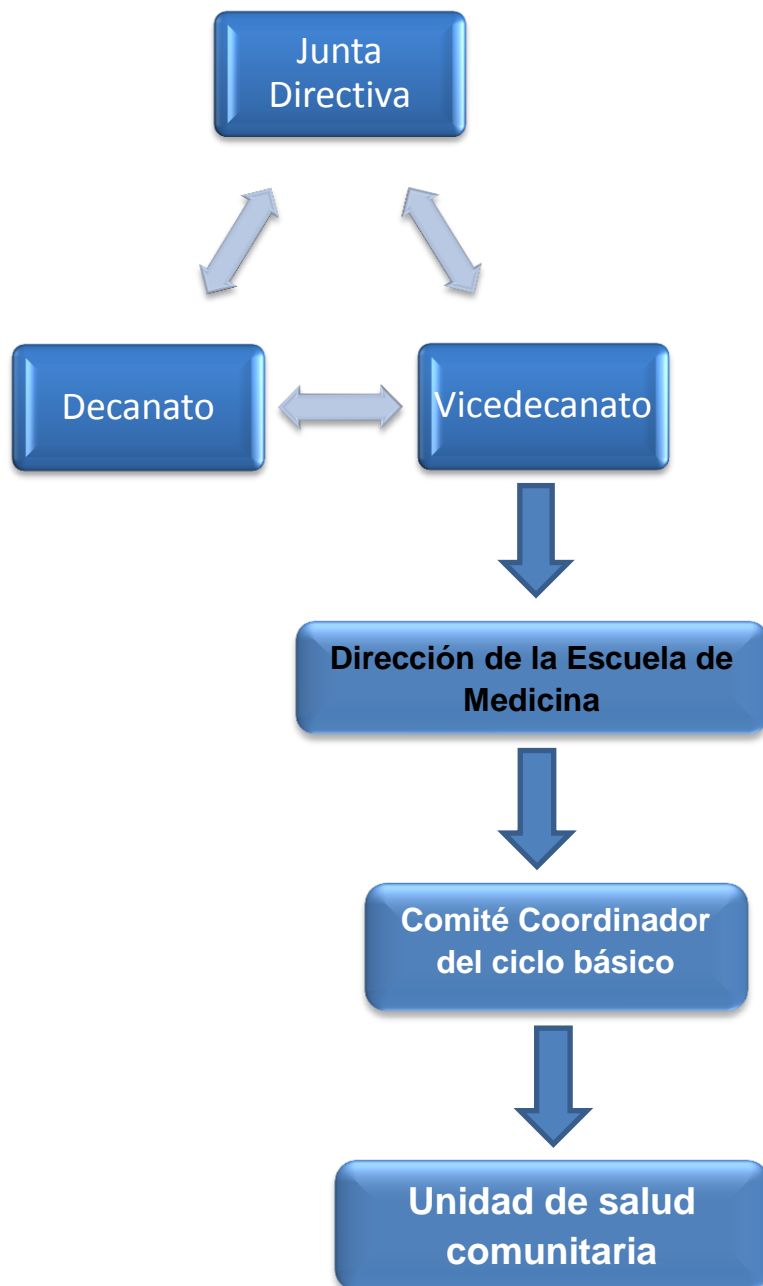 Junta
Directiva
Decanato
Vicedecanato
Dirección de la Escuela de
Medicina
Comité Coordinador
del ciclo básico
Unidad de salud
comunitaria